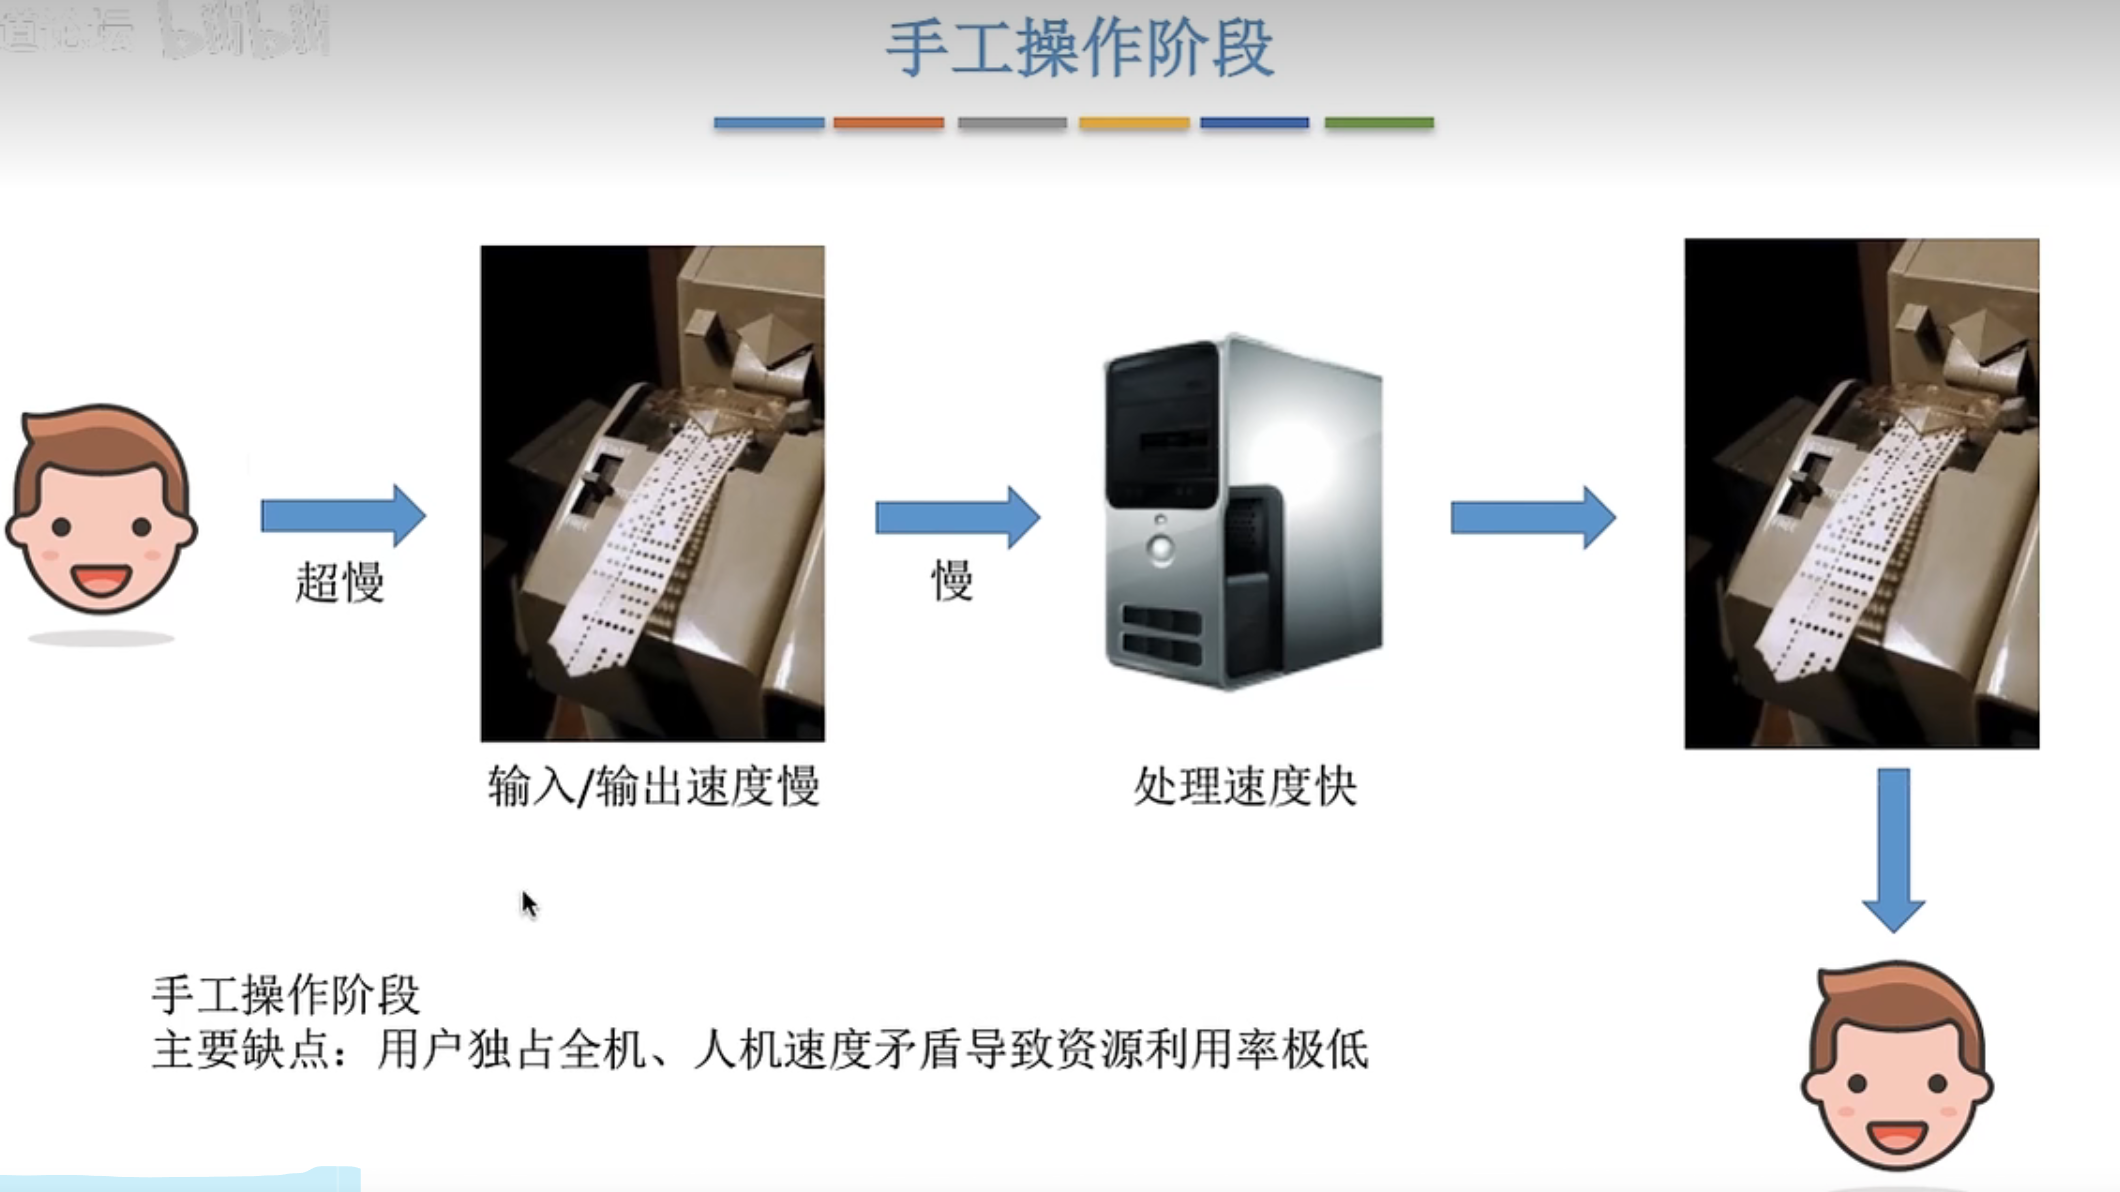 手工操作阶段
超慢
慢
输入/输出速度慢
处理速度快
手工操作阶段
主要缺点：用户独占全机、人机速度矛盾导致资源利用率极低